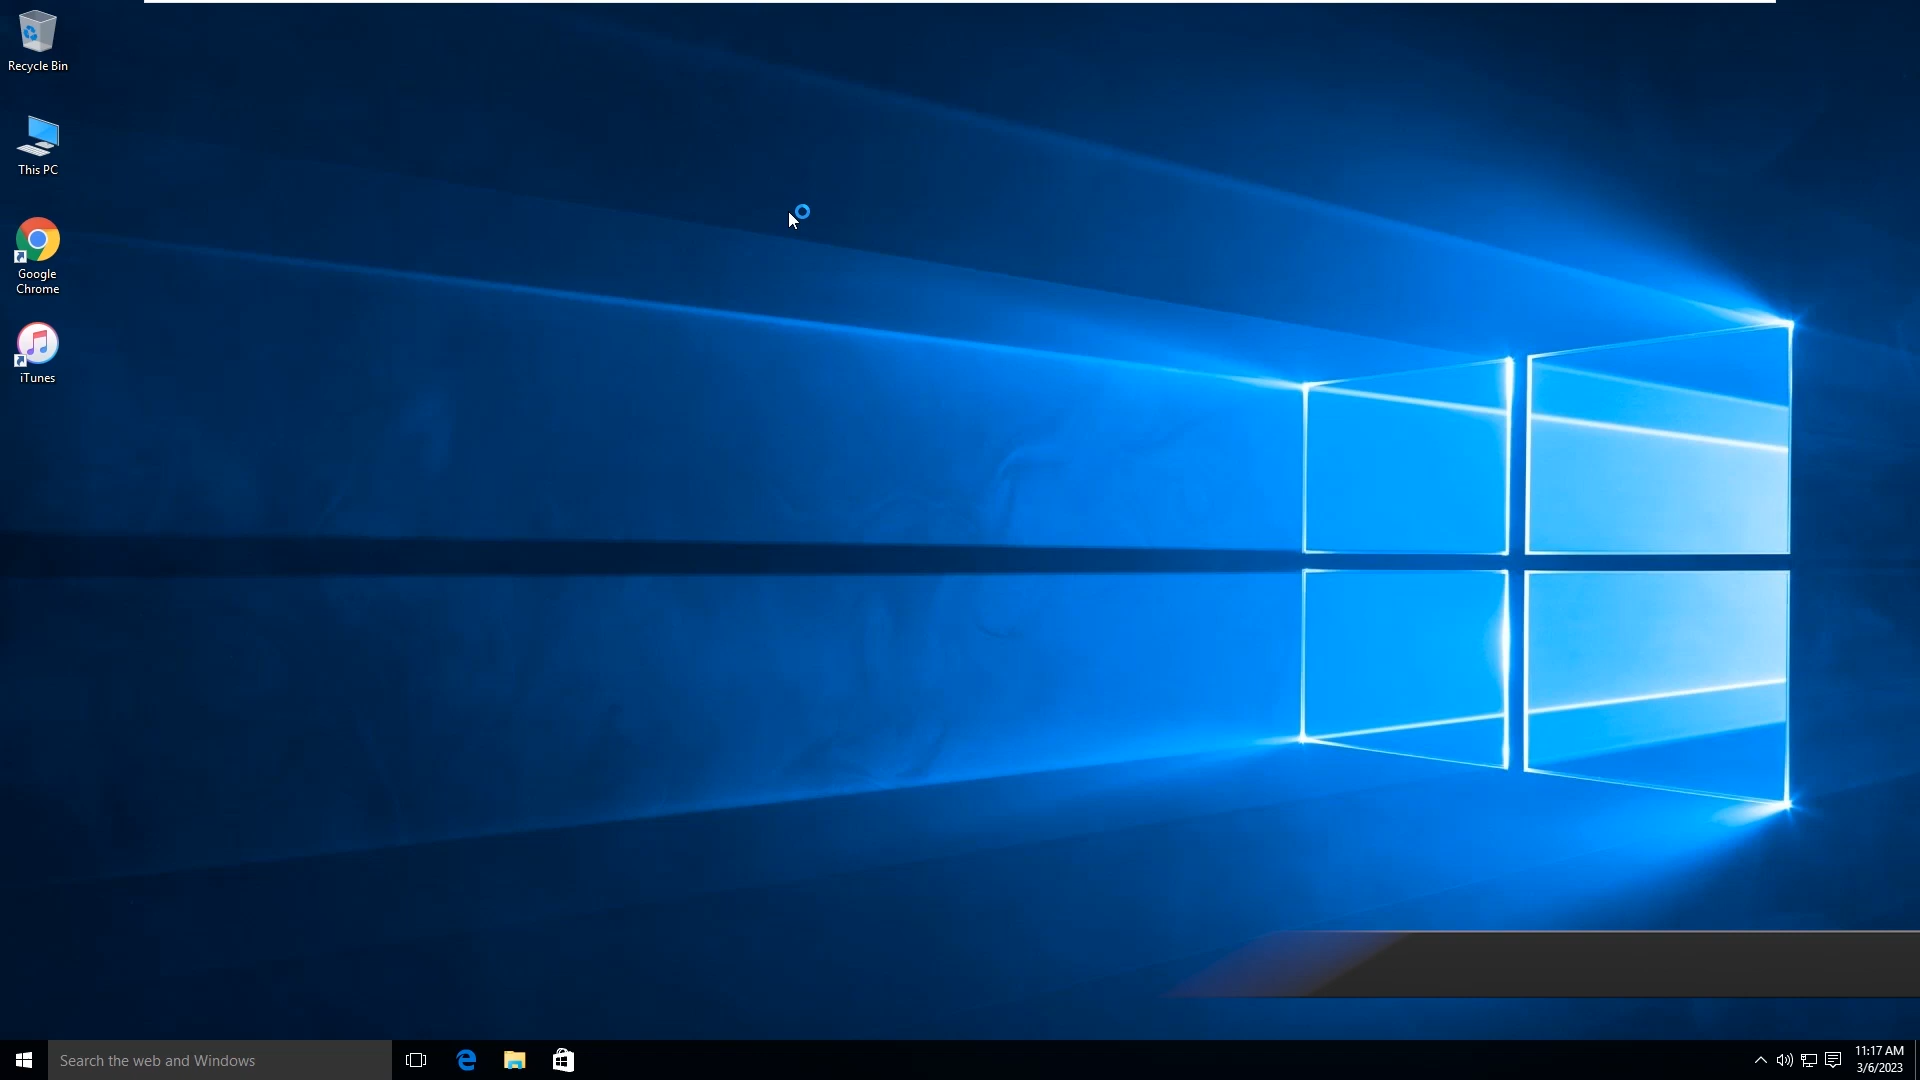 Recycle Bin
This PC
Google
Chrome
iTunes
Search the web and Windows
11:17 AM
3/6/2023